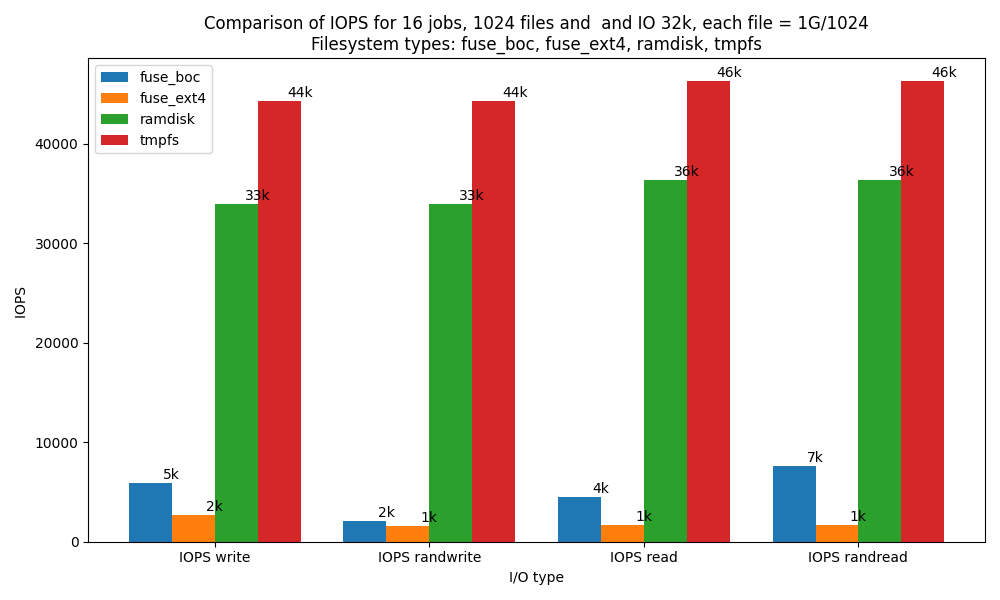 Comparison of IOPS for 16 jobs, 1024 files and  and IO 32k, each file = 1G/1024
Filesystem types: fuse_boc, fuse_ext4, ramdisk, tmpfs
fuse_boc
fuse_ext4
ramdisk
tmpfs
IOPS
40000
30000
20000
10000
0
5k
2k
33k
44k
2k
1k
33k
44k
4k
1k
36k
46k
7k
1k
36k
46k
IOPS write
IOPS randwrite
IOPS read
IOPS randread
I/O type